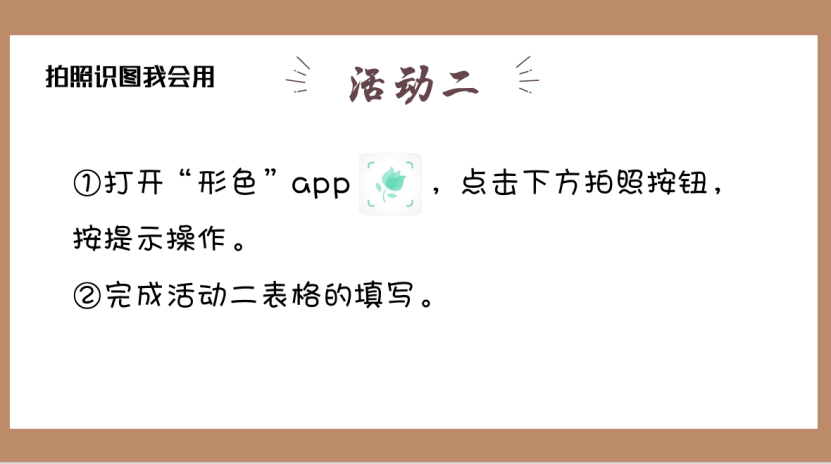 拍照识图我会用
活动二
①打开“形色”app，点击下方拍照按钮，
按提示操作。
②完成活动二表格的填写。